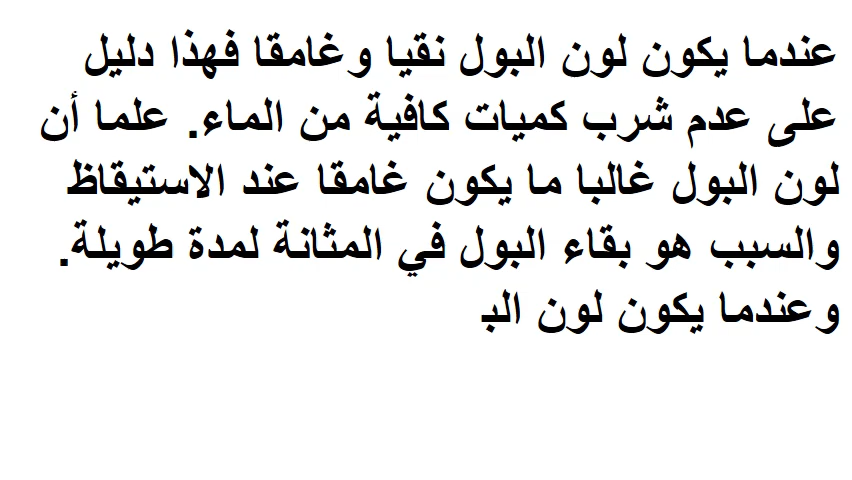 عندما يكون لون البول نقيا وغامقا فهذا دليل
على عدم شرب كميات كافية من الماء. علما أن
لون البول غالبا ما يكون غامقا عند الاستيقاظ
والسبب هو بقاء البول في المثانة لمدة طويلة.
وعندما يكون لون البـ